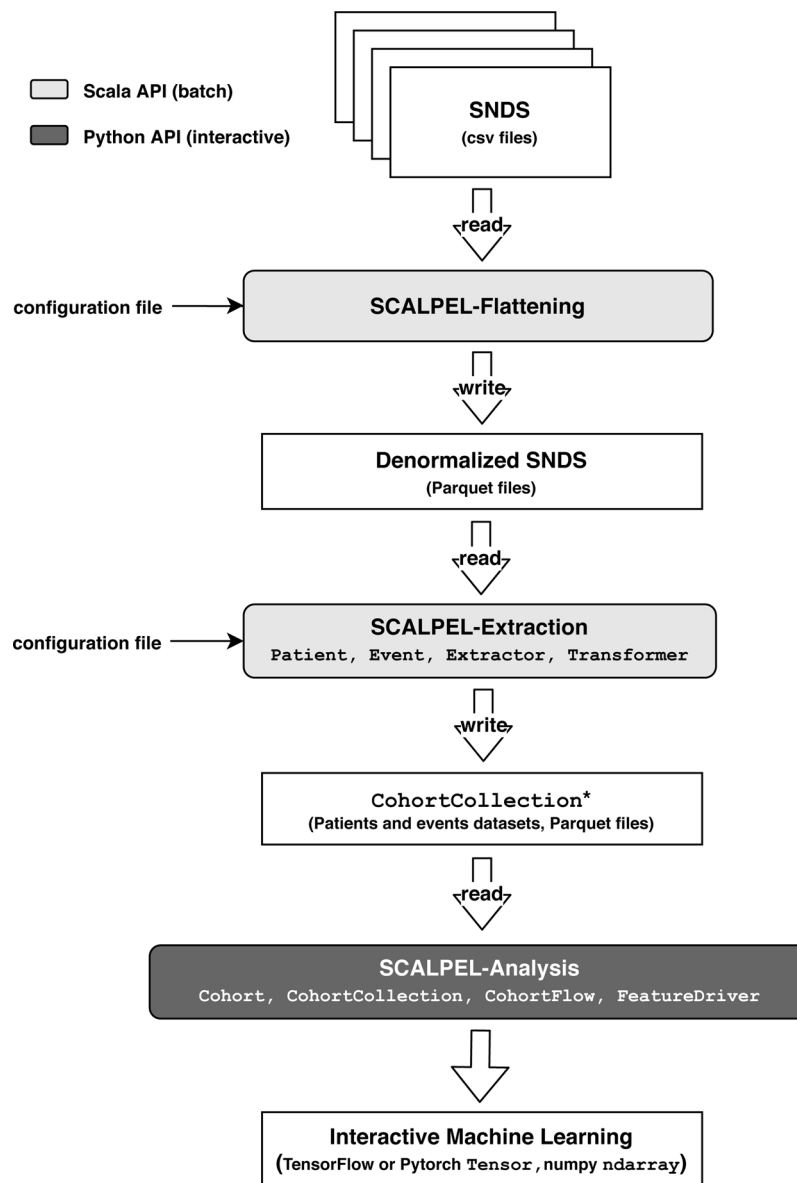 SNDS
(csv files)
Scala API (batch)
Python API (interactive)
read
configuration file
SCALPEL-Flattening
write
Denormalized SNDS
(Parquet files)
read
configuration file
SCALPEL-Extraction
Patient, Event, Extractor, Transformer
write
CohortCollection*
(Patients and events datasets, Parquet files)
read
SCALPEL-Analysis
Cohort, CohortCollection, CohortFlow, FeatureDriver
Interactive Machine Learning
(TensorFlow or Pytorch Tensor, numpy ndarray)